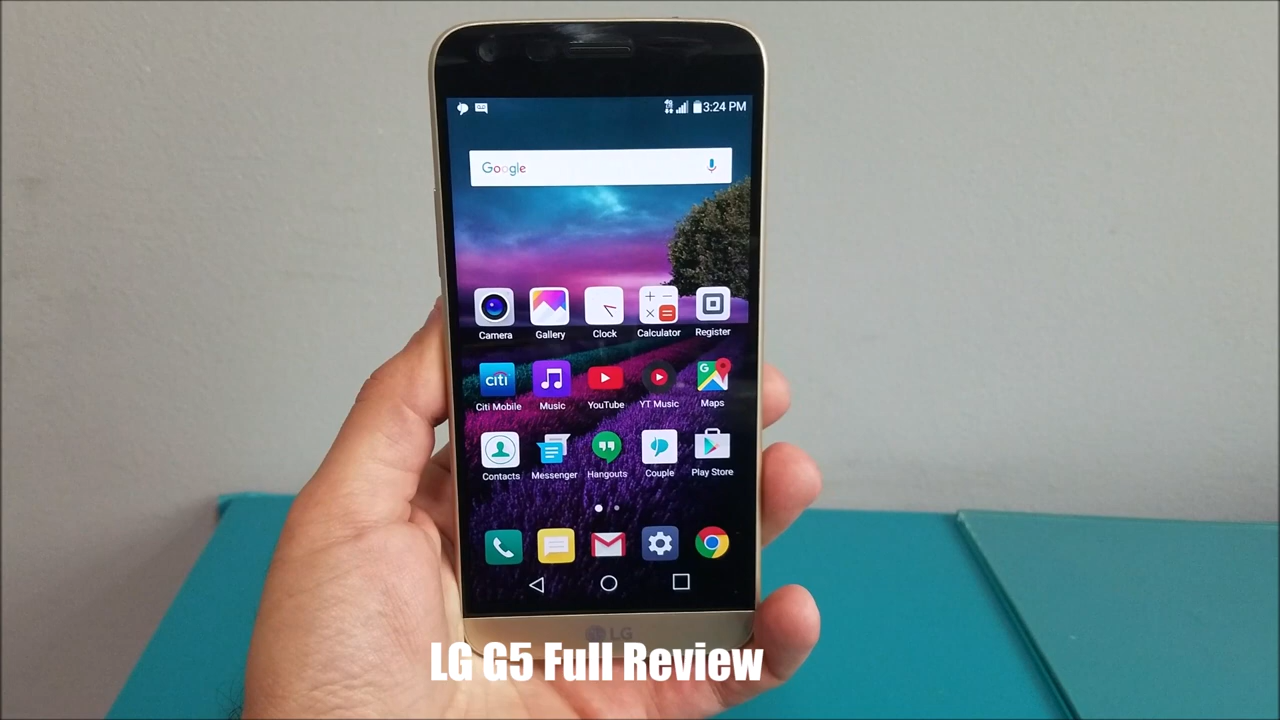 3:24 PM
Google
Camera Gallery Clock Calculator Register
citi
Citi Mobile Music YouTube YT Music Maps
G
Contacts Messenger Hangouts Couple Play Store
LG
LG G5 Full Review